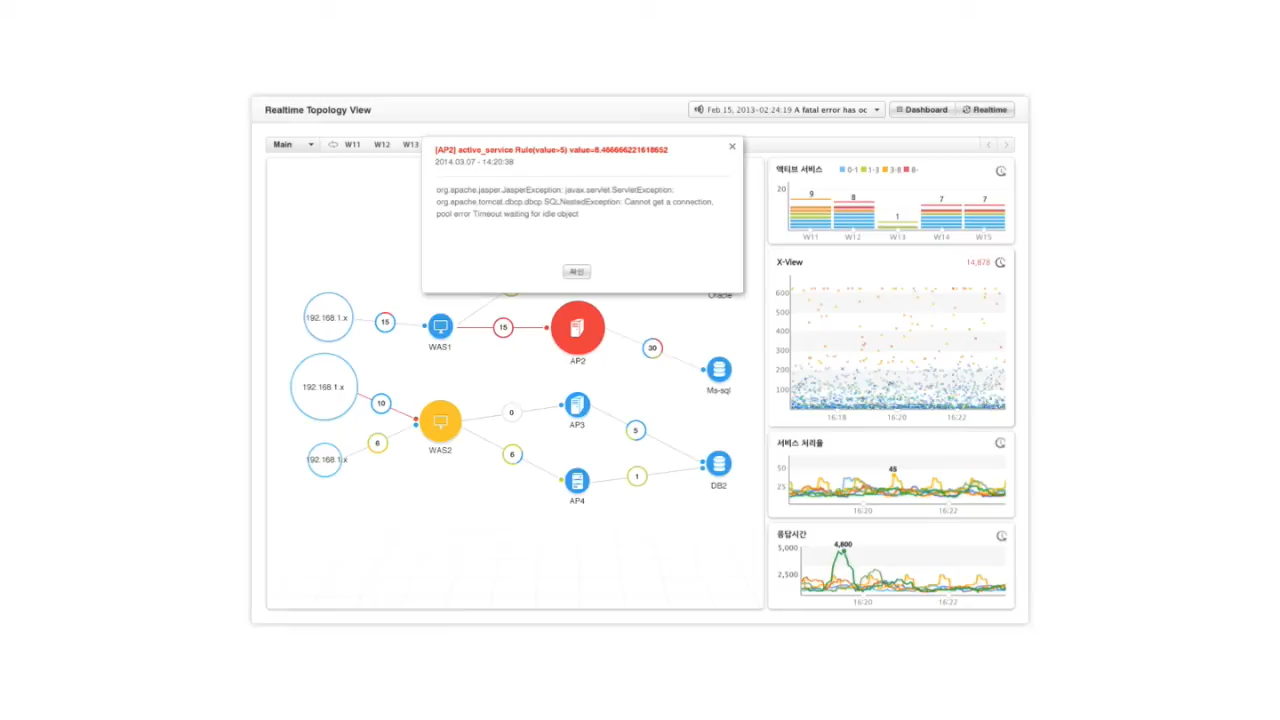 Realtime Topology View
Feb 15, 2013-02:24:19 A fatal error has oc
Dashboard
Realtime
Main
W11
W12
W13
[AP2] active_service Rule(value>5) value=8.466666221618652
2014.03.07 - 14:20:38
org.apache.jasper.JasperException: javax.servlet.ServletException:
org.apache.tomcat.dbcp.dbcp.SQLNestedException: Cannot get a connection,
pool error Timeout waiting for idle object
확인
Oracle
192.168.1.x
15
WAS1
15
AP2
30
Ms-sql
192.168.1.x
10
WAS2
0
AP3
5
192.168.1.x
6
6
AP4
1
DB2
액티브 서비스
0-1
1-3
3-8
8-
20
9
8
1
7
7
W11
W12
W13
W14
W15
X-View
14,878
600
500
400
300
200
100
16:18
16:20
16:22
서비스 처리율
50
25
45
16:20
16:22
응답시간
5,000
2,500
4,800
16:20
16:22